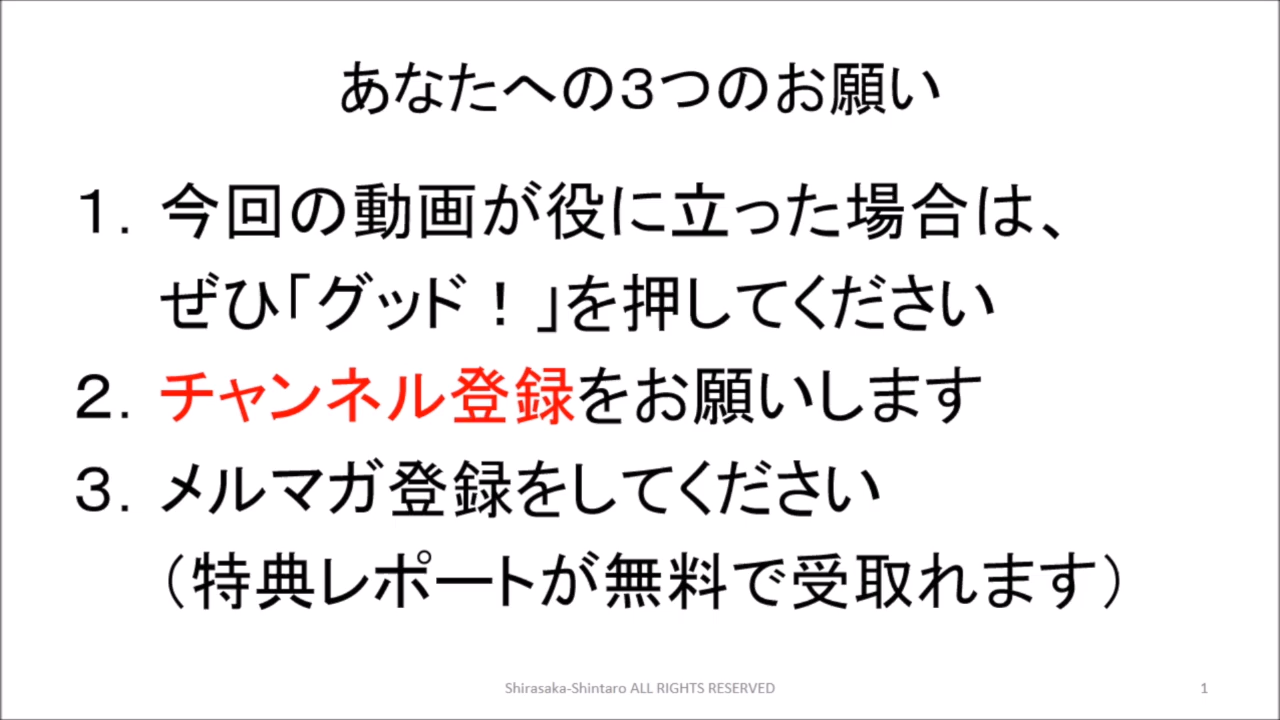 あなたへの３つのお願い
１．今回の動画が役に立った場合は、
ぜひ「グッド！」を押してください
２．チャンネル登録をお願いします
３．メルマガ登録をしてください
（特典レポートが無料で受取れます）
Shirasaka-Shintaro ALL RIGHTS RESERVED
1